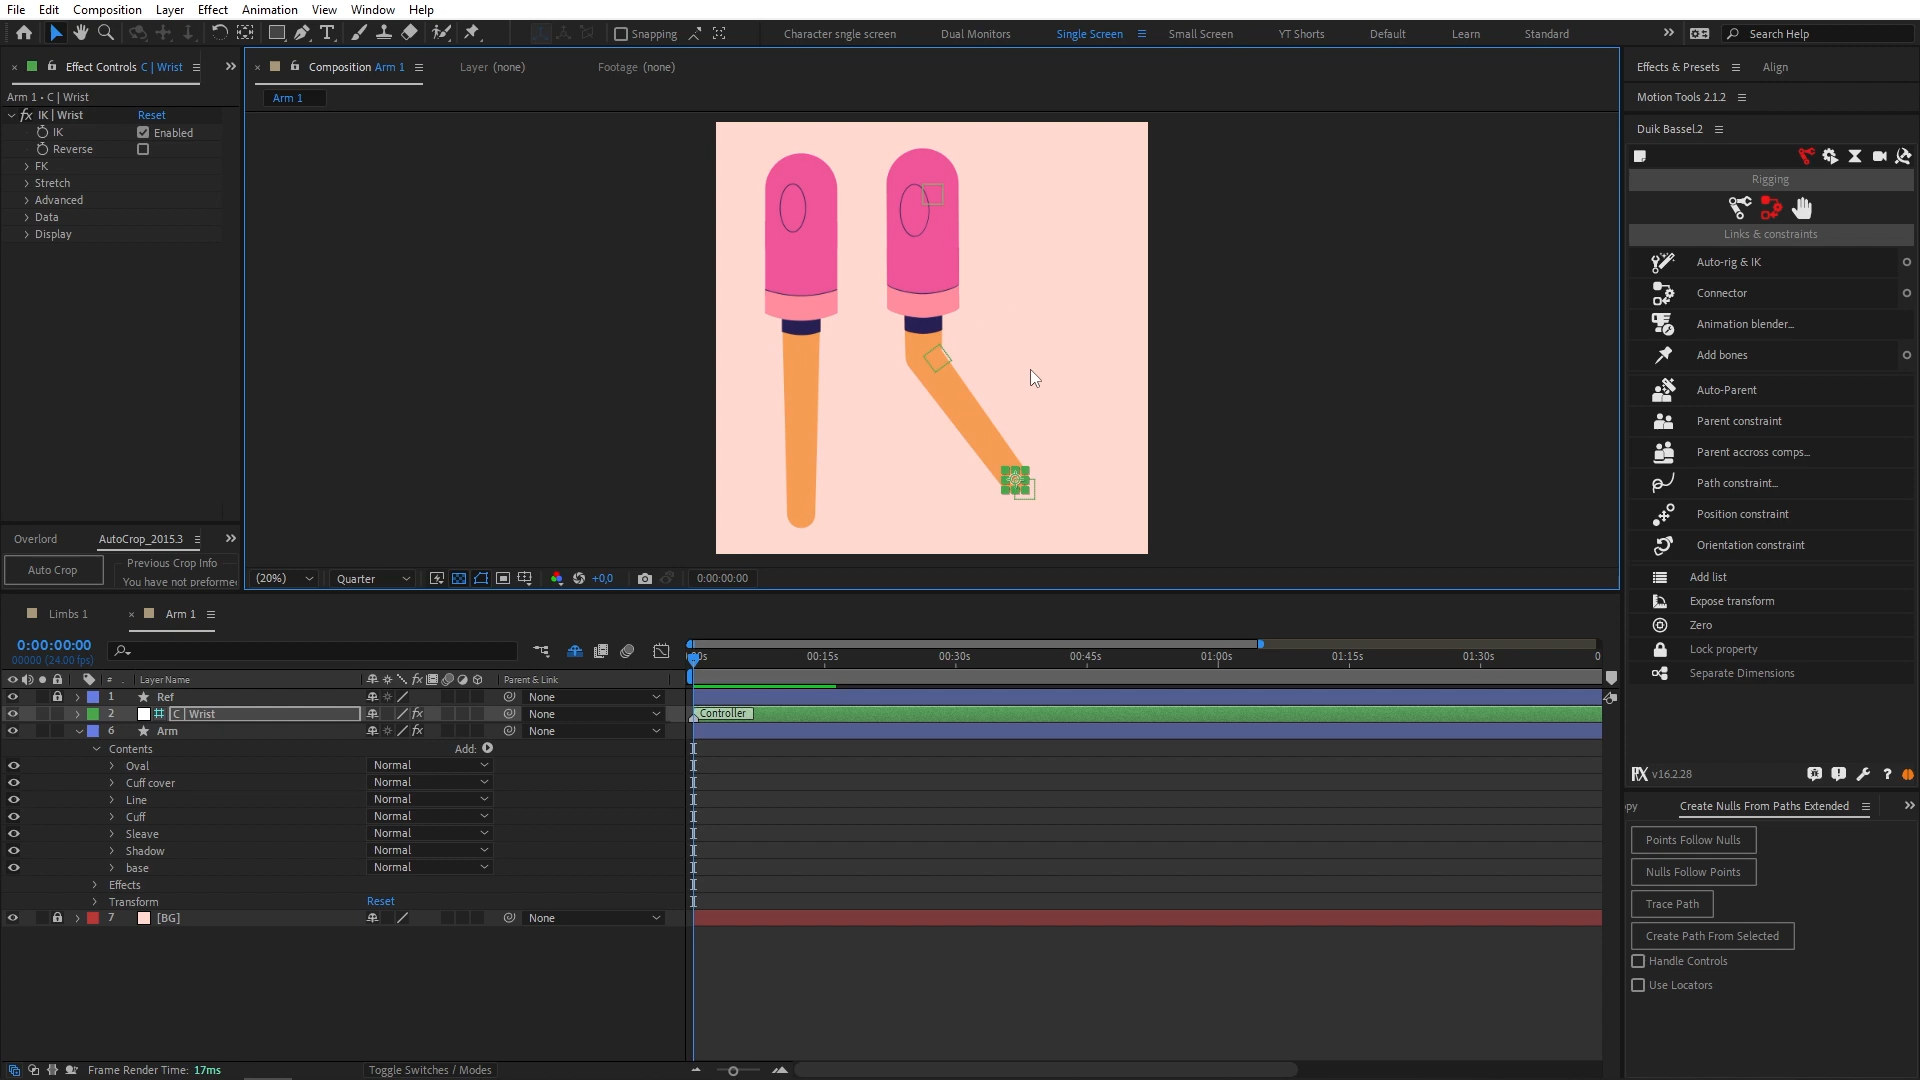 File Edit Composition Layer Effect Animation View Window Help
Snapping Character sngle screen Dual Monitors Single Screen Small Screen YT Shorts Default Learn Standard Search Help
Effect Controls C | Wrist
Composition Arm 1
Layer (none)
Footage (none)
Effects & Presets Align
Arm 1 • C | Wrist
Arm 1
Motion Tools 2.1.2
fx IK | Wrist Reset
IK Enabled
Reverse
FK
Stretch
Advanced
Data
Display
Duik Bassel.2
Rigging
Links & constraints
Auto-rig & IK
Connector
Animation blender...
Add bones
Auto-Parent
Parent constraint
Parent accross comps...
Path constraint...
Position constraint
Orientation constraint
Add list
Expose transform
Zero
Lock property
Separate Dimensions
v16.2.28
Overlord AutoCrop_2015.3
Auto Crop
Previous Crop Info
You have not preforme
(20%) Quarter +0,0 0:00:00:00
Limbs 1 Arm 1
0:00:00:00
00000 (24.00 fps)
00:15s 00:30s 00:45s 01:00s 01:15s 01:30s
# Layer Name fx Parent & Link
1 Ref None
2 C | Wrist fx None Controller
6 Arm fx None
Contents Add:
Oval Normal
Cuff cover Normal
Line Normal
Cuff Normal
Sleave Normal
Shadow Normal
base Normal
Effects
Transform Reset
7 [BG] None
Create Nulls From Paths Extended
Points Follow Nulls
Nulls Follow Points
Trace Path
Create Path From Selected
Handle Controls
Use Locators
Frame Render Time: 17ms Toggle Switches / Modes